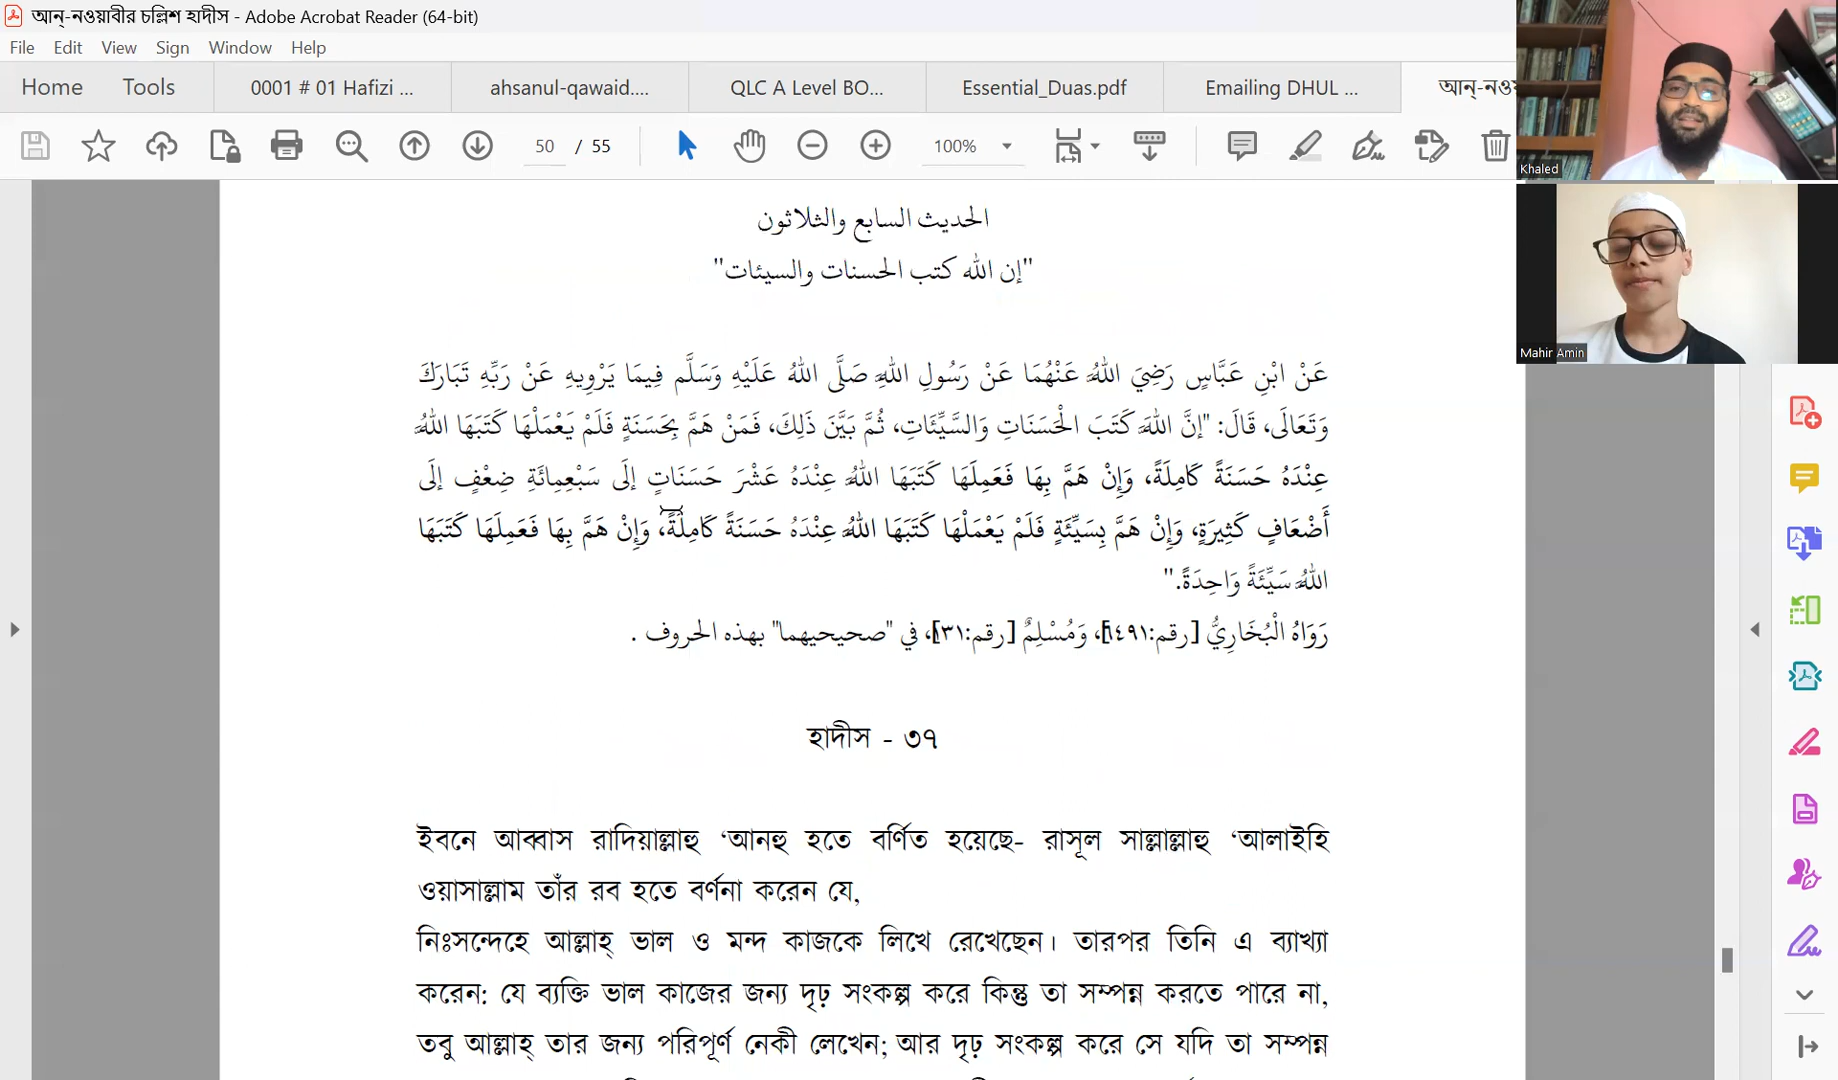 আন্-নওয়াবীর চল্লিশ হাদীস - Adobe Acrobat Reader (64-bit)
File Edit View Sign Window Help
Home Tools 0001 # 01 Hafizi ... ahsanul-qawaid.... QLC A Level BO... Essential_Duas.pdf Emailing DHUL ... আন্-নওয
50 / 55 100%
Khaled
Mahir Amin
الحديث السابع والثلاثون
"إن الله كتب الحسنات والسيئات"
عَنْ ابْنِ عَبَّاسٍ رَضِيَ اللهُ عَنْهُمَا عَنْ رَسُولِ اللهِ صَلَّى اللهُ عَلَيْهِ وَسَلَّم فِيمَا يَرْوِيهِ عَنْ رَبِّهِ تَبَارَكَ
وَتَعَالَى، قَالَ: "إنَّ اللهَ كَتَبَ الْحَسَنَاتِ وَالسَّيِّئَاتِ، ثُمَّ بَيَّنَ ذَلِكَ، فَمَنْ هَمَّ بِحَسَنَةٍ فَلَمْ يَعْمَلْهَا كَتَبَهَا اللهُ
عِنْدَهُ حَسَنَةً كَامِلَةً، وَإِنْ هَمَّ بِهَا فَعَمِلَهَا كَتَبَهَا اللهُ عِنْدَهُ عَشْرَ حَسَنَاتٍ إلَى سَبْعِمِائَةِ ضِعْفٍ إلَى
أَضْعَافٍ كَثِيرَةٍ، وَإِنْ هَمَّ بِسَيِّئَةٍ فَلَمْ يَعْمَلْهَا كَتَبَهَا اللهُ عِنْدَهُ حَسَنَةً كَامِلَةً، وَإِنْ هَمَّ بِهَا فَعَمِلَهَا كَتَبَهَا
اللهُ سَيِّئَةً وَاحِدَةً."
رَوَاهُ الْبُخَارِيُّ [رقم:١٤٩١]، وَمُسْلِمٌ [رقم:١٣١]، في "صحيحيهما" بهذه الحروف .
হাদীস - ৩৭
ইবনে আব্বাস রাদিয়াল্লাহু ‘আনহু হতে বর্ণিত হয়েছে- রাসূল সাল্লাল্লাহু ‘আলাইহি
ওয়াসাল্লাম তাঁর রব হতে বর্ণনা করেন যে,
নিঃসন্দেহে আল্লাহ্ ভাল ও মন্দ কাজকে লিখে রেখেছেন। তারপর তিনি এ ব্যাখ্যা
করেন: যে ব্যক্তি ভাল কাজের জন্য দৃঢ় সংকল্প করে কিন্তু তা সম্পন্ন করতে পারে না,
তবু আল্লাহ্ তার জন্য পরিপূর্ণ নেকী লেখেন; আর দৃঢ় সংকল্প করে সে যদি তা সম্পন্ন